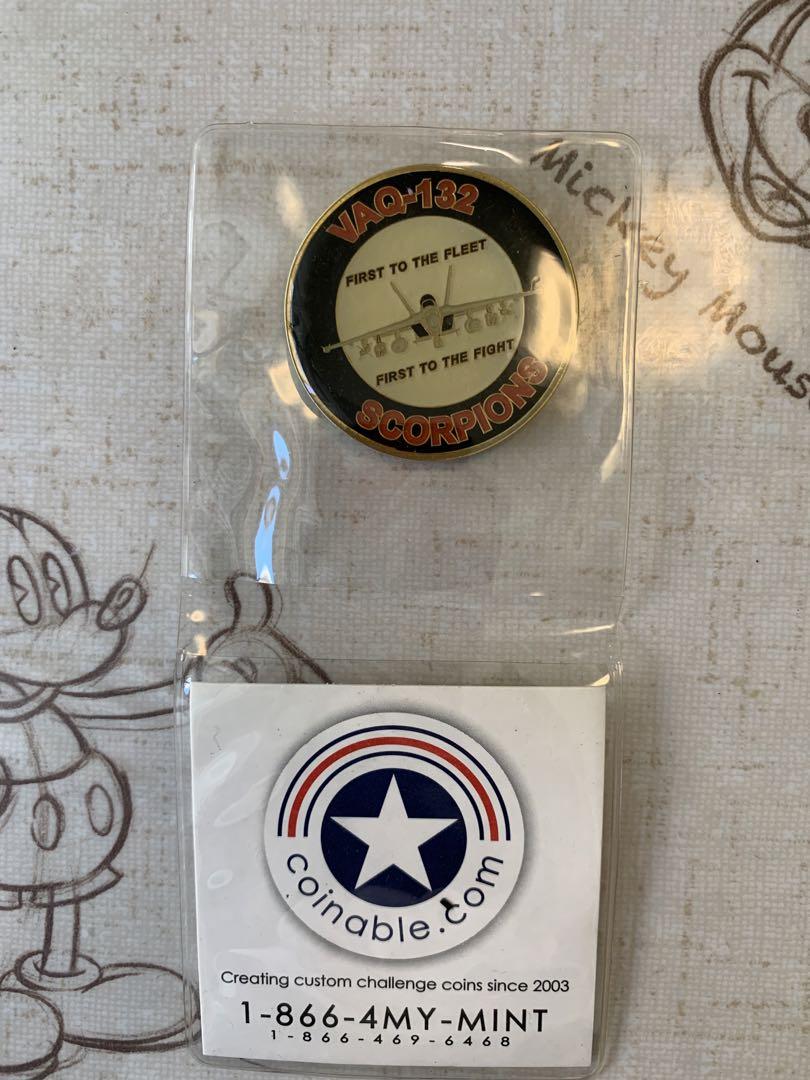 Mickey Mous
VAQ-132
FIRST TO THE FLEET
FIRST TO THE FIGHT
SCORPIONS
coinable.com
Creating custom challenge coins since 2003
1-866-4MY-MINT
1-866-469-6468